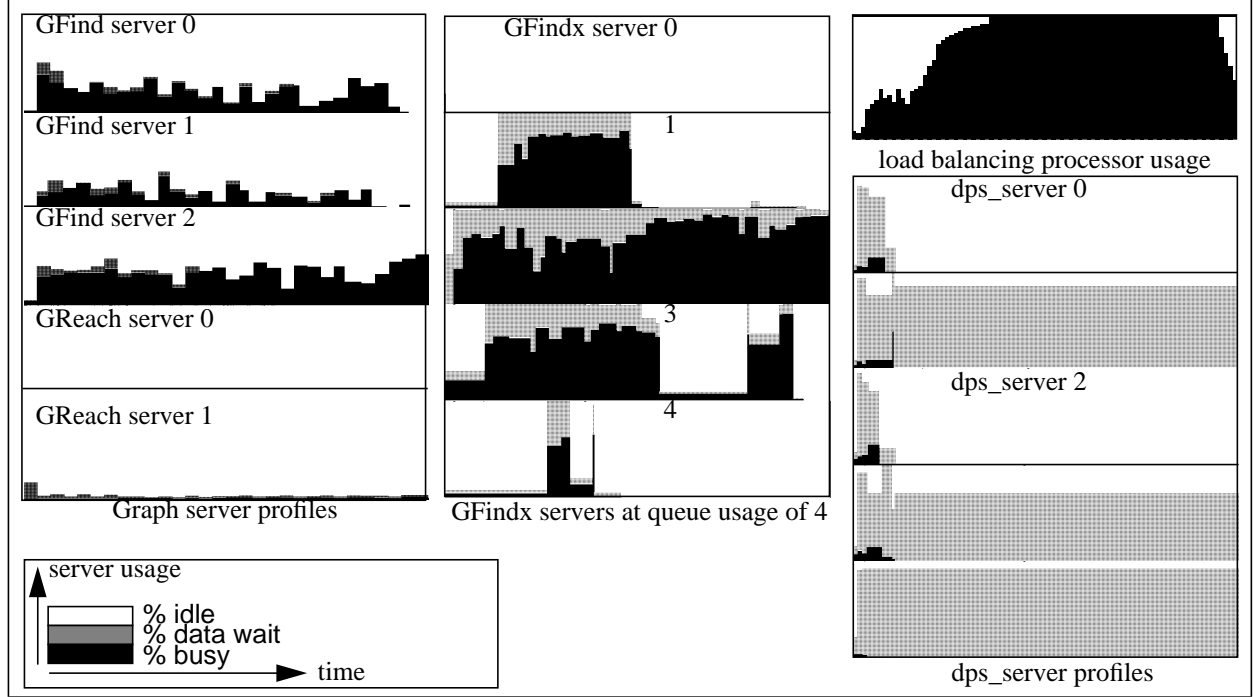 GFind server 0
GFind server 1
GFind server 2
GReach server 0
GReach server 1
Graph server profiles
GFindx server 0
1
3
4
GFindx servers at queue usage of 4
load balancing processor usage
dps_server 0
dps_server 2
dps_server profiles
server usage
% idle
% data wait
% busy
time